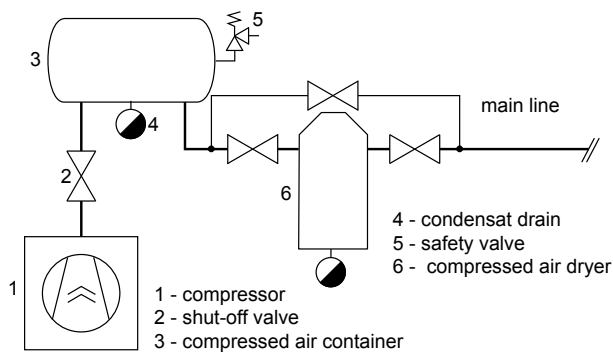 5
3
4
main line
2
6
1
1 - compressor
2 - shut-off valve
3 - compressed air container
4 - condensat drain
5 - safety valve
6 - compressed air dryer